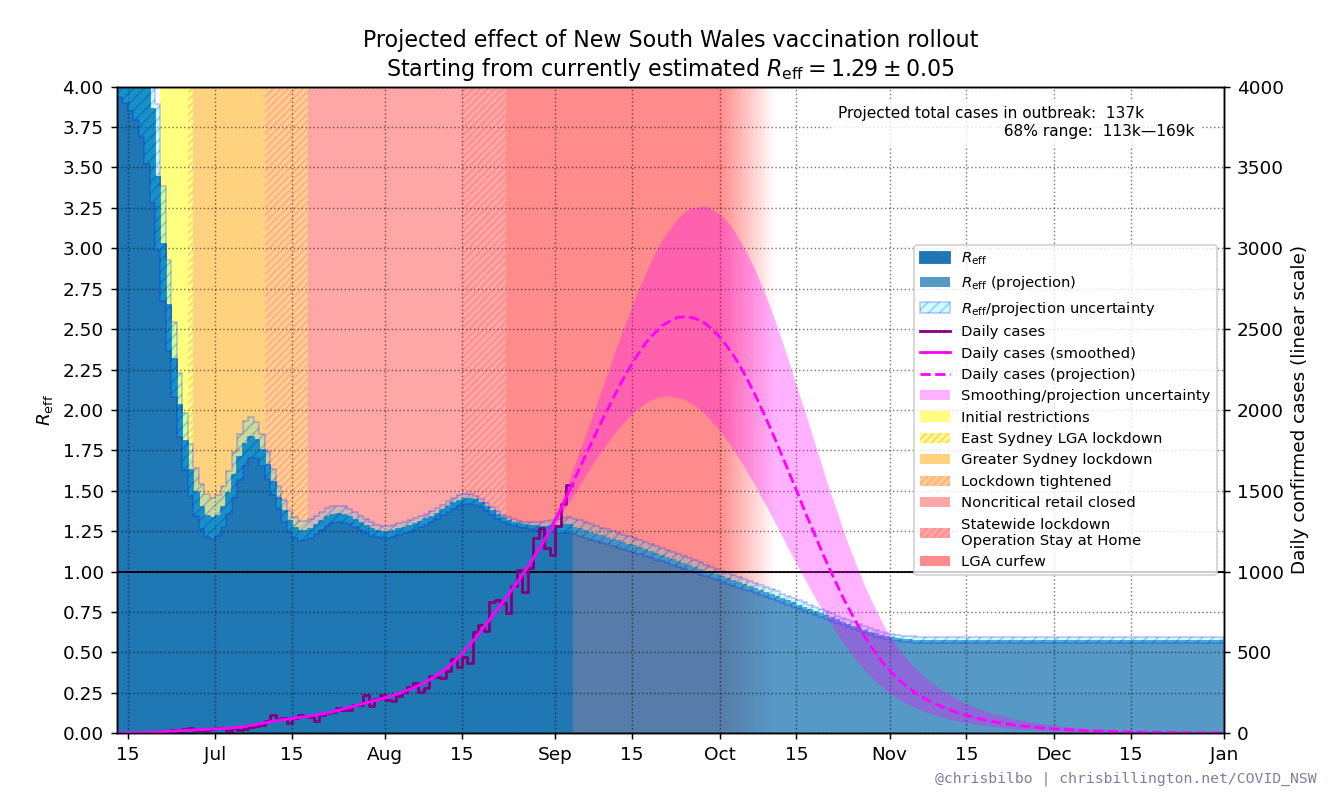 Projected effect of New South Wales vaccination rollout
Starting from currently estimated Reff = 1.29 ± 0.05
Projected total cases in outbreak: 137k
68% range: 113k—169k
4.00
3.75
3.50
3.25
3.00
2.75
2.50
2.25
2.00
1.75
1.50
1.25
1.00
0.75
0.50
0.25
0.00
Reff
4000
3500
3000
2500
2000
1500
1000
500
0
Daily confirmed cases (linear scale)
Reff
Reff (projection)
Reff/projection uncertainty
Daily cases
Daily cases (smoothed)
Daily cases (projection)
Smoothing/projection uncertainty
Initial restrictions
East Sydney LGA lockdown
Greater Sydney lockdown
Lockdown tightened
Noncritical retail closed
Statewide lockdown
Operation Stay at Home
LGA curfew
15 Jul 15 Aug 15 Sep 15 Oct 15 Nov 15 Dec 15 Jan
@chrisbilbo | chrisbillington.net/COVID_NSW